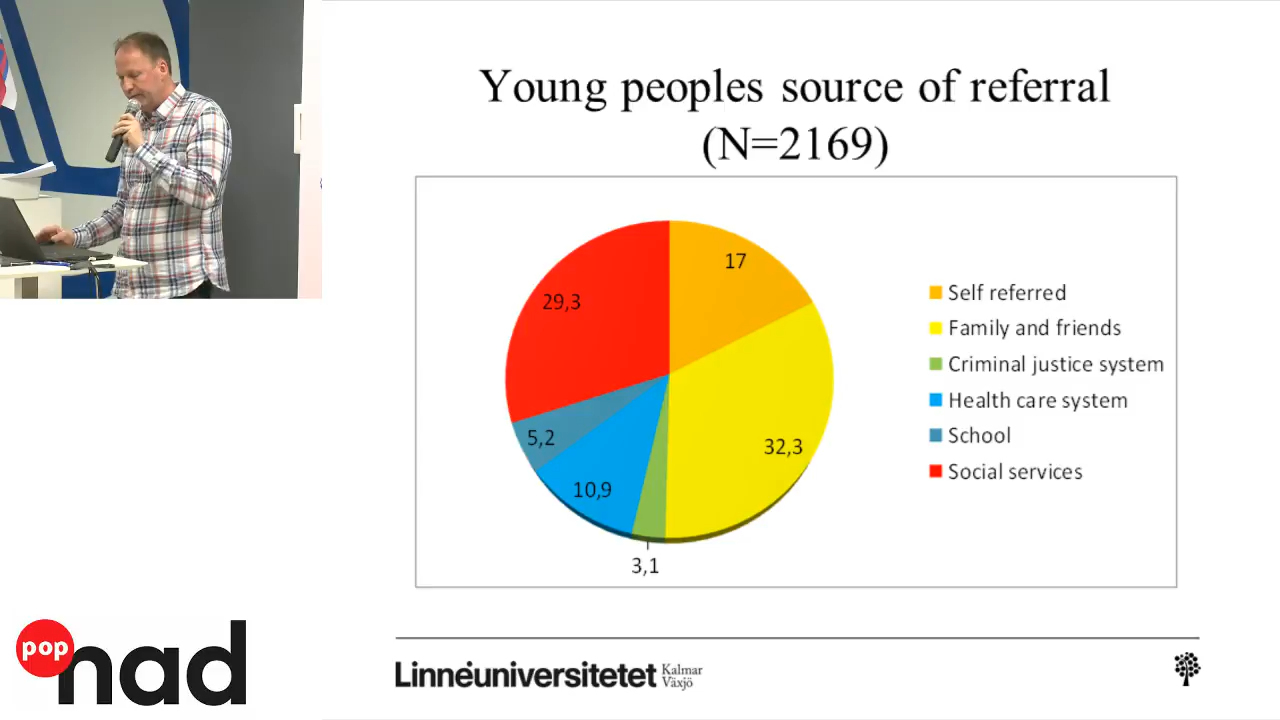 Young peoples source of referral
(N=2169)
17
29,3
32,3
5,2
10,9
3,1
Self referred
Family and friends
Criminal justice system
Health care system
School
Social services
pop
nad
Linnéuniversitetet
Kalmar
Växjö